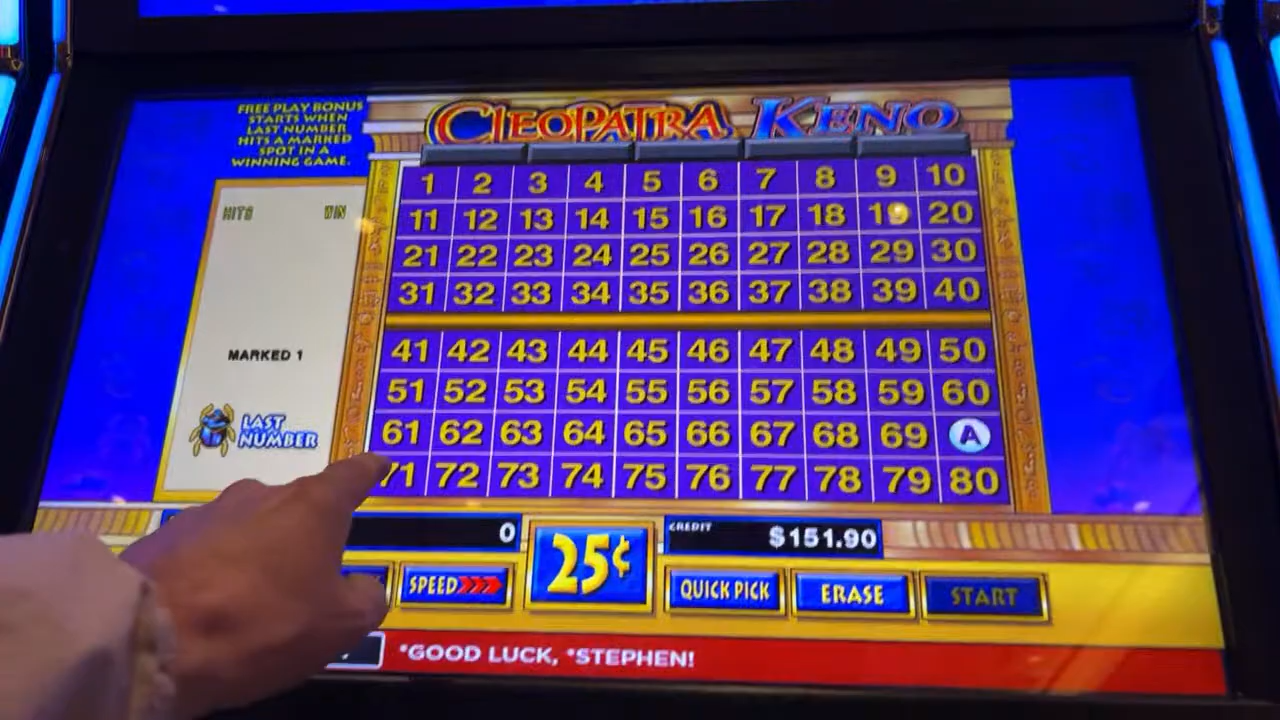 FREE PLAY BONUS
STARTS WHEN
LAST NUMBER
HITS A MARKED
SPOT IN A
WINNING GAME.
CLEOPATRA KENO
HITS WIN
MARKED 1
LAST
NUMBER
1 2 3 4 5 6 7 8 9 10
11 12 13 14 15 16 17 18 19 20
21 22 23 24 25 26 27 28 29 30
31 32 33 34 35 36 37 38 39 40
41 42 43 44 45 46 47 48 49 50
51 52 53 54 55 56 57 58 59 60
61 62 63 64 65 66 67 68 69 A
71 72 73 74 75 76 77 78 79 80
0
25¢
CREDIT
$151.90
SPEED
QUICK PICK
ERASE
START
*GOOD LUCK, *STEPHEN!